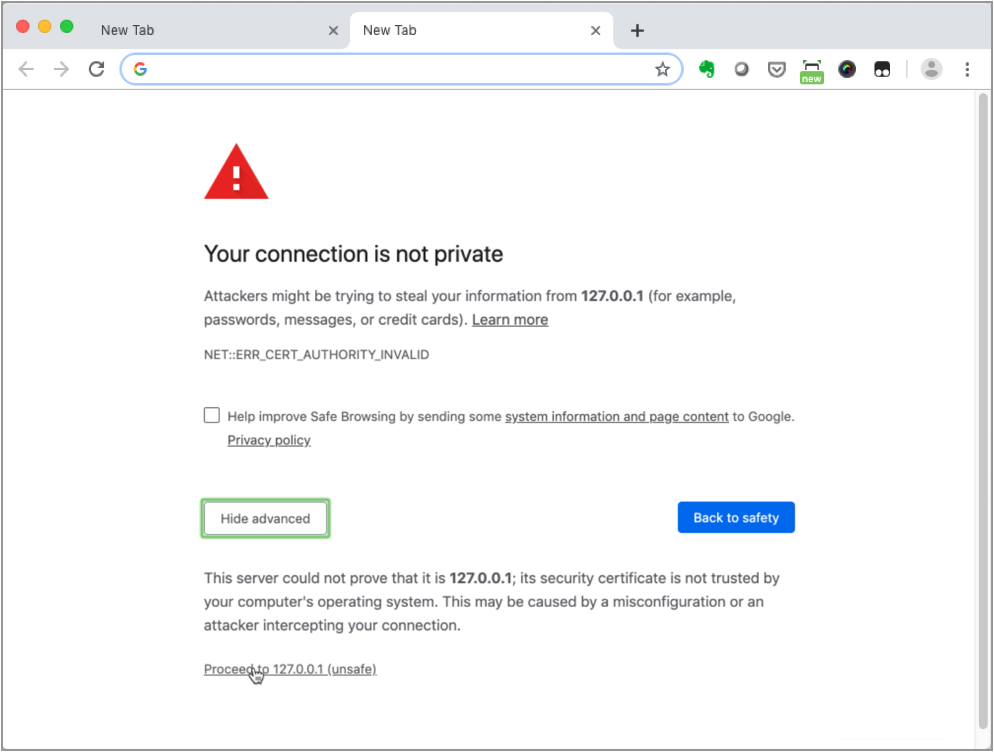 New Tab
New Tab
new
Your connection is not private
Attackers might be trying to steal your information from 127.0.0.1 (for example,
passwords, messages, or credit cards). Learn more
NET::ERR_CERT_AUTHORITY_INVALID
Help improve Safe Browsing by sending some system information and page content to Google.
Privacy policy
Hide advanced
Back to safety
This server could not prove that it is 127.0.0.1; its security certificate is not trusted by
your computer's operating system. This may be caused by a misconfiguration or an
attacker intercepting your connection.
Proceed to 127.0.0.1 (unsafe)